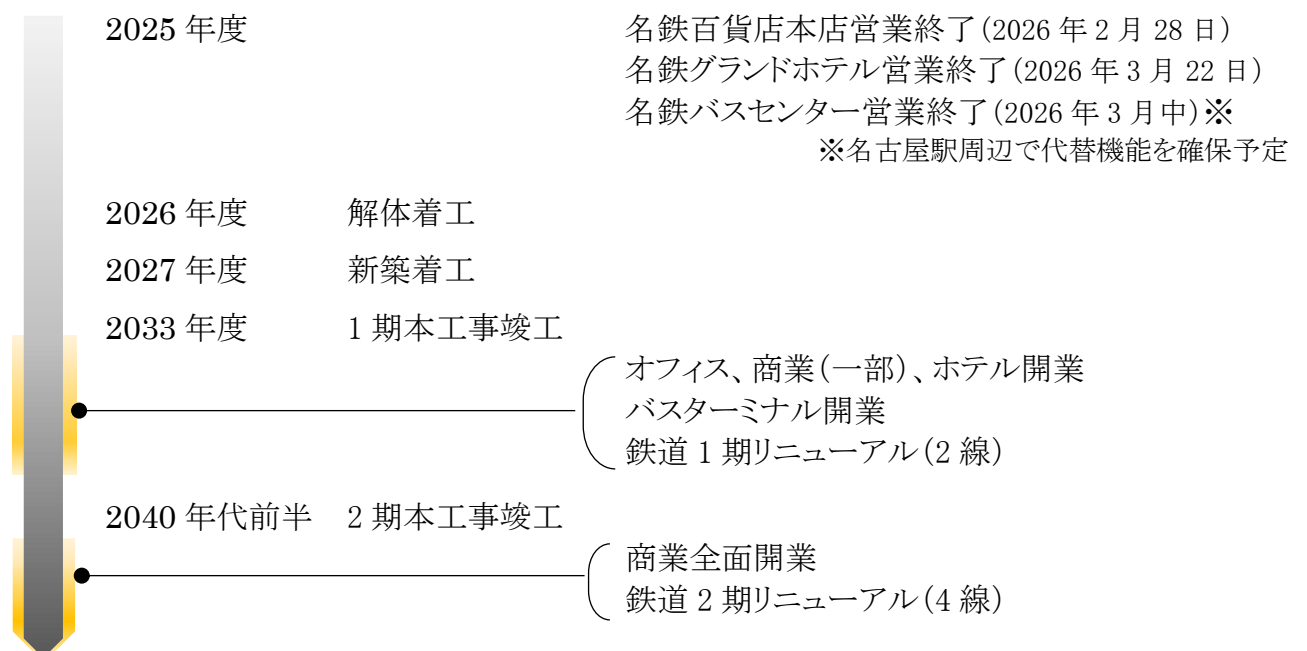 2025 年度 名鉄百貨店本店営業終了(2026 年 2 月 28 日)
名鉄グランドホテル営業終了(2026 年 3 月 22 日)
名鉄バスセンター営業終了(2026 年 3 月中)※
※名古屋駅周辺で代替機能を確保予定
2026 年度 解体着工
2027 年度 新築着工
2033 年度 1 期本工事竣工
オフィス、商業(一部)、ホテル開業
バスターミナル開業
鉄道 1 期リニューアル(2 線)
2040 年代前半 2 期本工事竣工
商業全面開業
鉄道 2 期リニューアル(4 線)